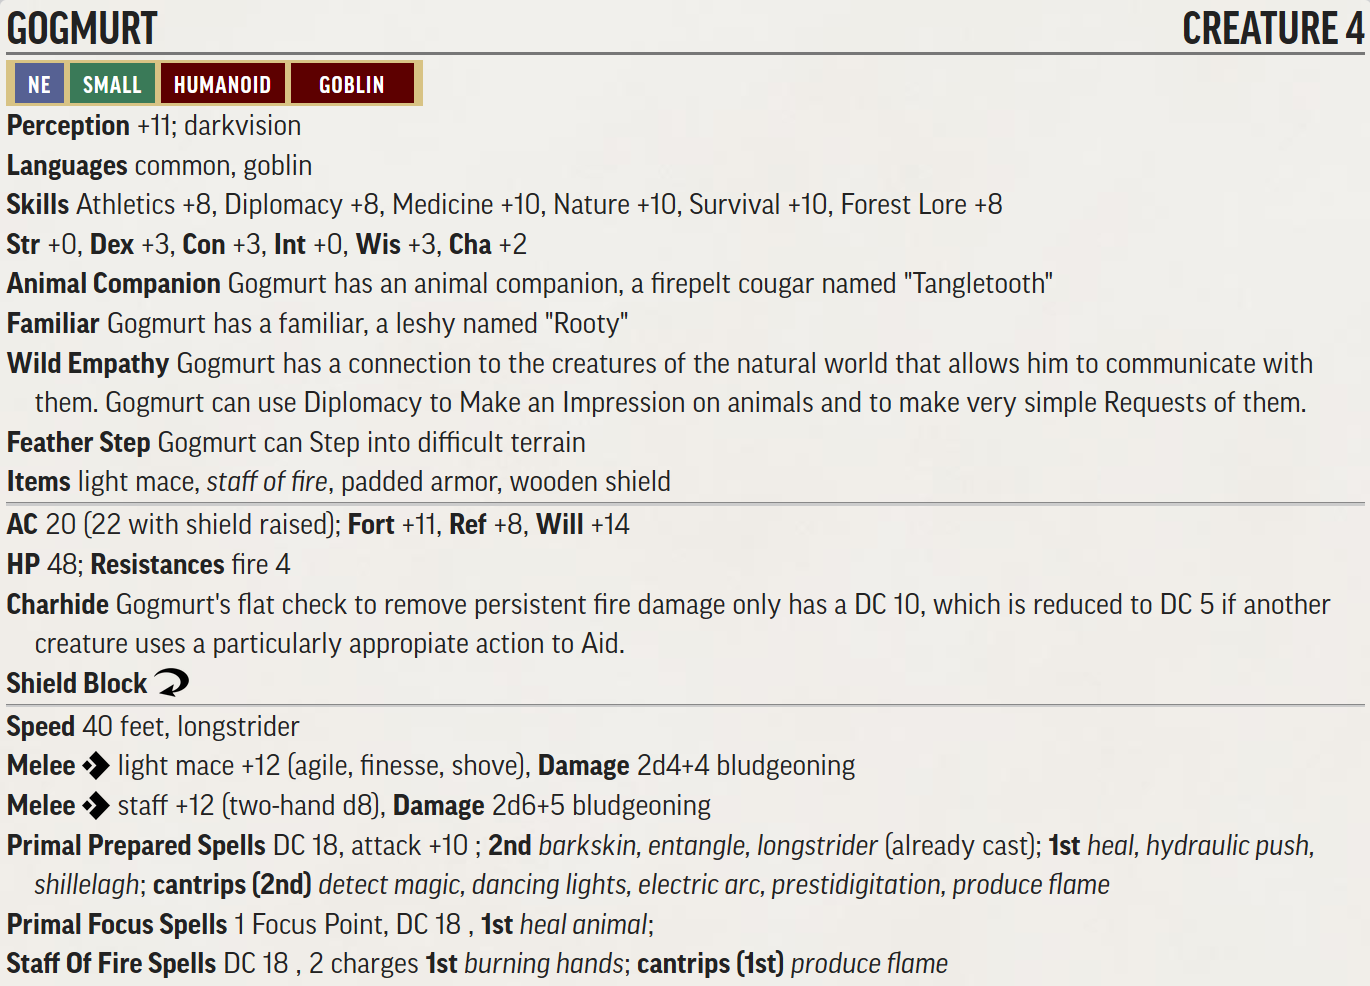 GOGMURT CREATURE 4
NE SMALL HUMANOID GOBLIN
Perception +11; darkvision
Languages common, goblin
Skills Athletics +8, Diplomacy +8, Medicine +10, Nature +10, Survival +10, Forest Lore +8
Str +0, Dex +3, Con +3, Int +0, Wis +3, Cha +2
Animal Companion Gogmurt has an animal companion, a firepelt cougar named "Tangletooth"
Familiar Gogmurt has a familiar, a leshy named "Rooty"
Wild Empathy Gogmurt has a connection to the creatures of the natural world that allows him to communicate with
them. Gogmurt can use Diplomacy to Make an Impression on animals and to make very simple Requests of them.
Feather Step Gogmurt can Step into difficult terrain
Items light mace, staff of fire, padded armor, wooden shield
AC 20 (22 with shield raised); Fort +11, Ref +8, Will +14
HP 48; Resistances fire 4
Charhide Gogmurt's flat check to remove persistent fire damage only has a DC 10, which is reduced to DC 5 if another
creature uses a particularly appropiate action to Aid.
Shield Block
Speed 40 feet, longstrider
Melee light mace +12 (agile, finesse, shove), Damage 2d4+4 bludgeoning
Melee staff +12 (two-hand d8), Damage 2d6+5 bludgeoning
Primal Prepared Spells DC 18, attack +10 ; 2nd barkskin, entangle, longstrider (already cast); 1st heal, hydraulic push,
shillelagh; cantrips (2nd) detect magic, dancing lights, electric arc, prestidigitation, produce flame
Primal Focus Spells 1 Focus Point, DC 18 , 1st heal animal;
Staff Of Fire Spells DC 18 , 2 charges 1st burning hands; cantrips (1st) produce flame